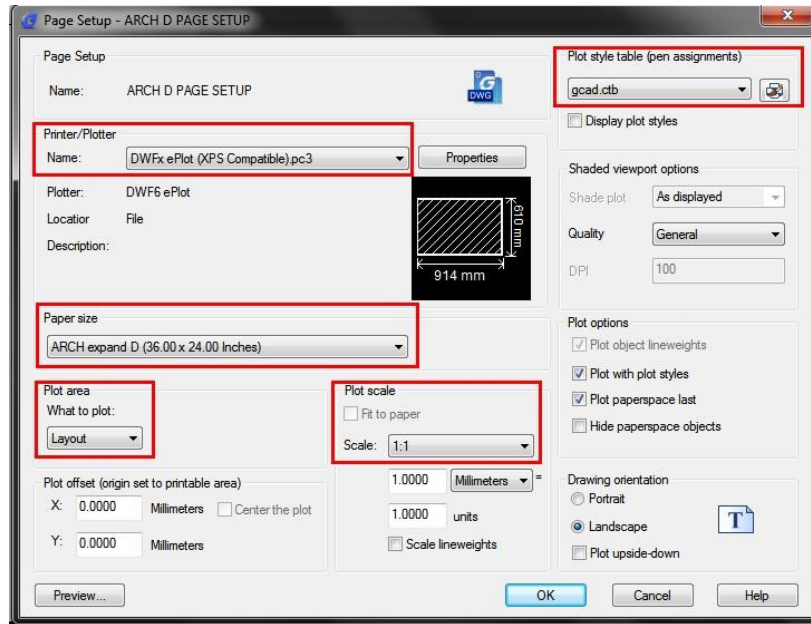 Page Setup - ARCH D PAGE SETUP
Page Setup
Name: ARCH D PAGE SETUP
DWG
Printer/Plotter
Name: DWFx ePlot (XPS Compatible).pc3 Properties
Plotter: DWF6 ePlot
Locatior File
Description:
610 mm
914 mm
Paper size
ARCH expand D (36.00 x 24.00 Inches)
Plot area
What to plot:
Layout
Plot scale
Fit to paper
Scale: 1:1
1.0000 Millimeters =
1.0000 units
Scale lineweights
Plot offset (origin set to printable area)
X: 0.0000 Millimeters Center the plot
Y: 0.0000 Millimeters
Plot style table (pen assignments)
gcad.ctb
Display plot styles
Shaded viewport options
Shade plot As displayed
Quality General
DPI 100
Plot options
Plot object lineweights
Plot with plot styles
Plot paperspace last
Hide paperspace objects
Drawing orientation
Portrait
Landscape
Plot upside-down
T
Preview... OK Cancel Help